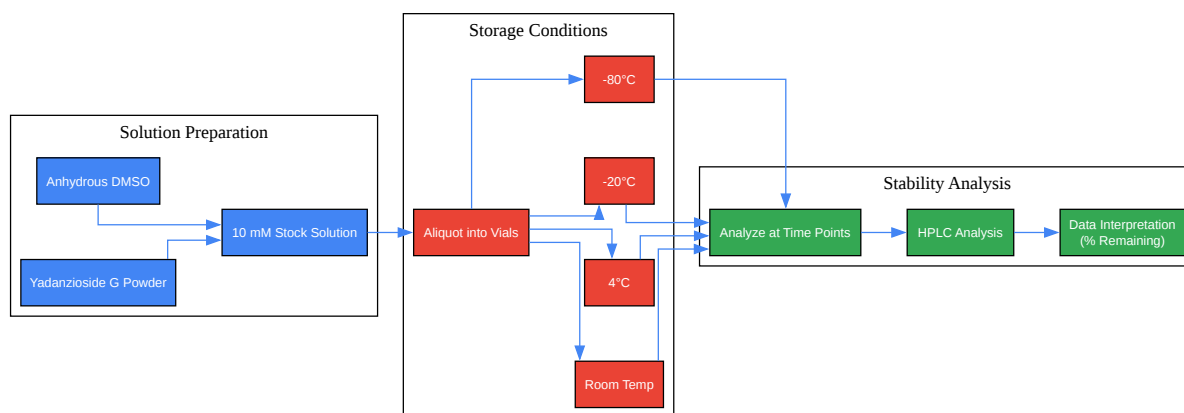 Solution Preparation
Anhydrous DMSO
Yadanzioside G Powder
10 mM Stock Solution
Storage Conditions
Aliquot into Vials
-80°C
-20°C
4°C
Room Temp
Stability Analysis
Analyze at Time Points
HPLC Analysis
Data Interpretation
(% Remaining)